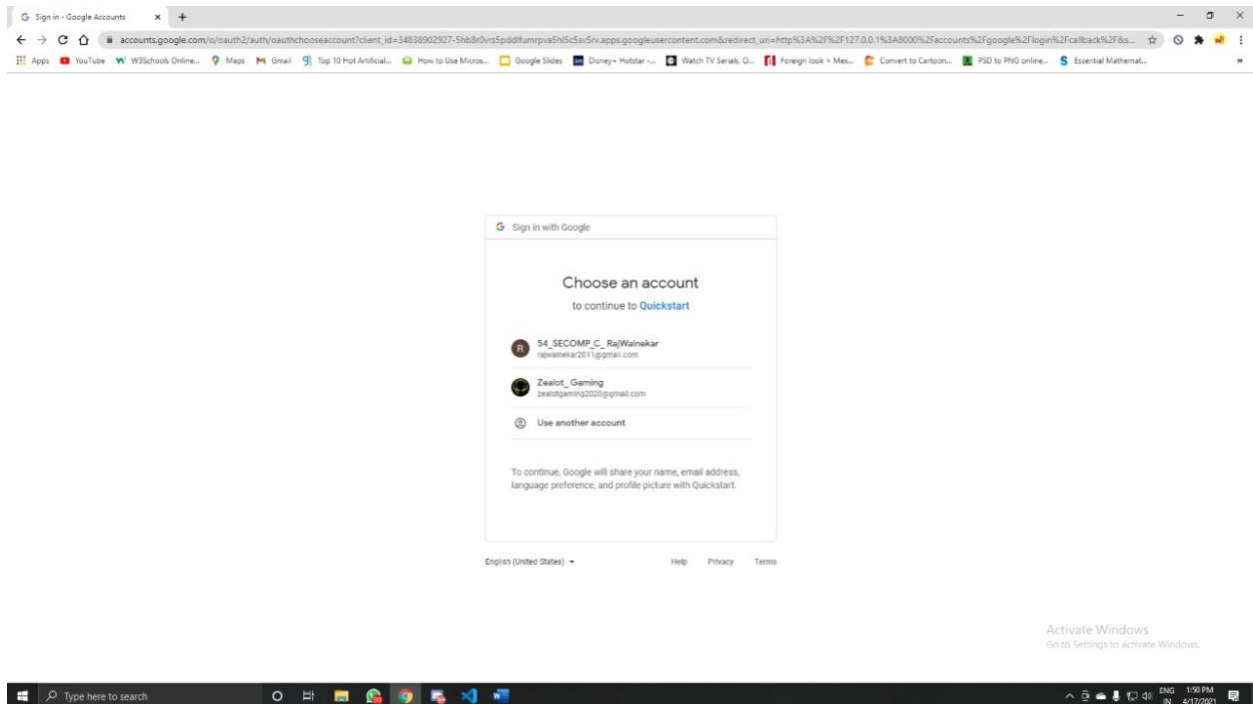 Sign in - Google Accounts
accounts.google.com/o/oauth2/auth/oauthchooseaccount?client_id=34838902927-5hb8r0vrs5pddlfumrpva5hl5c5sv5rv.apps.googleusercontent.com&redirect_uri=http%3A%2F%2F127.0.0.1%3A8000%2Faccounts%2Fgoogle%2Flogin%2Fcallback%2F&s...
Apps YouTube W3Schools Online... Maps Gmail Top 10 Hot Artificial... How to Use Micros... Google Slides Disney+ Hotstar -... Watch TV Serials, O... Foreign look > Mex... Convert to Cartoon... PSD to PNG online... Essential Mathemat...
Sign in with Google
Choose an account
to continue to Quickstart
R 54_SECOMP_C_ RajWalnekar
rajwalnekar2011@gmail.com
Zealot_ Gaming
zealotgaming2020@gmail.com
Use another account
To continue, Google will share your name, email address,
language preference, and profile picture with Quickstart.
English (United States) Help Privacy Terms
Activate Windows
Go to Settings to activate Windows.
Type here to search
ENG 1:50 PM
IN 4/17/2021